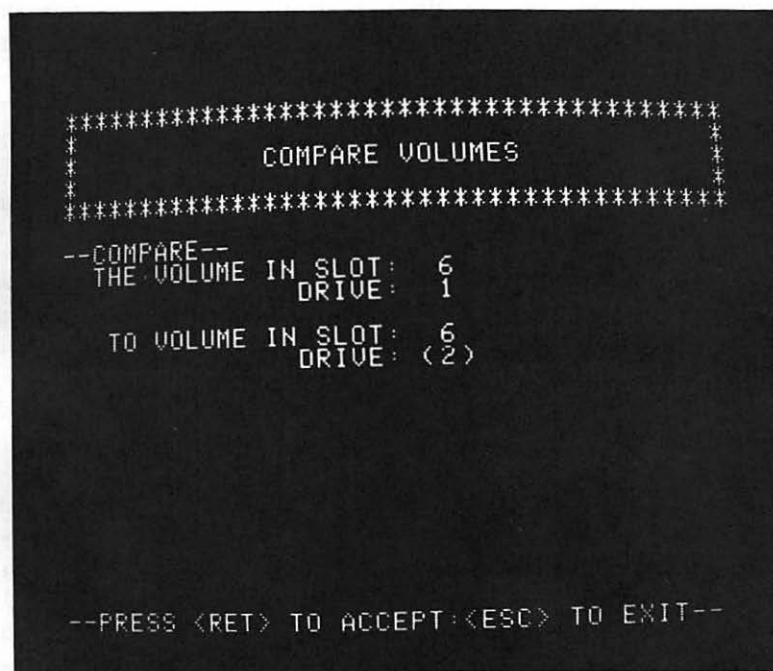 ****************************************
* COMPARE VOLUMES *
****************************************
--COMPARE--
THE VOLUME IN SLOT: 6
DRIVE: 1
TO VOLUME IN SLOT: 6
DRIVE: (2)
--PRESS <RET> TO ACCEPT:<ESC> TO EXIT--